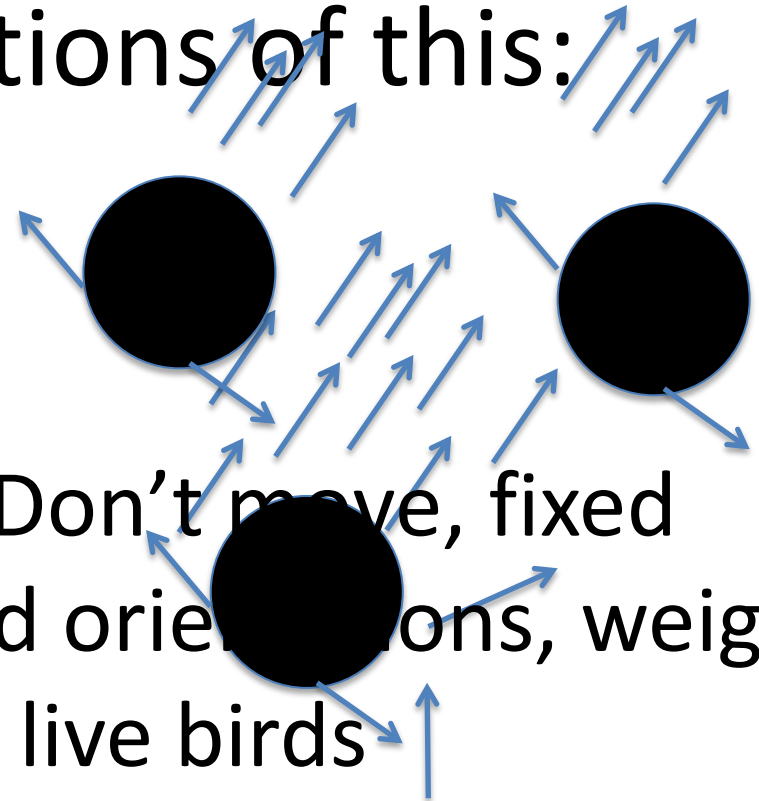 tions of this:
Don't move, fixed
d orie ons, weig
live birds